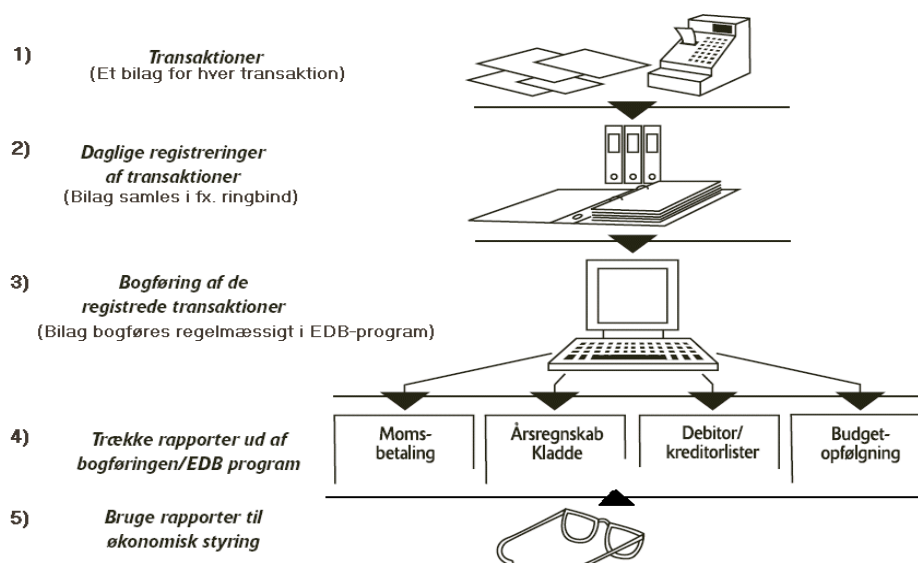 1) Transaktioner
(Et bilag for hver transaktion)
2) Daglige registreringer
af transaktioner
(Bilag samles i fx. ringbind)
3) Bogføring af de
registrede transaktioner
(Bilag bogføres regelmæssigt i EDB-program)
4) Trække rapporter ud af
bogføringen/EDB program
Moms-
betaling
Årsregnskab
Kladde
Debitor/
kreditorlister
Budget-
opfølgning
5) Bruge rapporter til
økonomisk styring